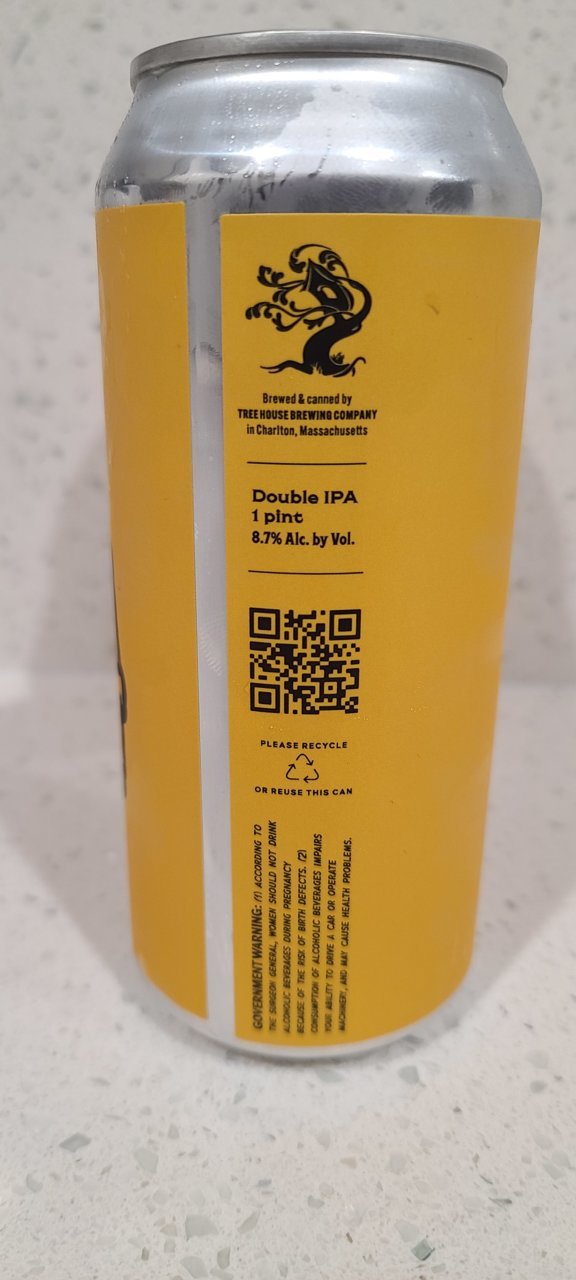 Brewed & canned by
TREE HOUSE BREWING COMPANY
in Charlton, Massachusetts
Double IPA
1 pint
8.7% Alc. by Vol.
PLEASE RECYCLE
OR REUSE THIS CAN
GOVERNMENT WARNING: (1) ACCORDING TO
THE SURGEON GENERAL, WOMEN SHOULD NOT DRINK
ALCOHOLIC BEVERAGES DURING PREGNANCY
BECAUSE OF THE RISK OF BIRTH DEFECTS. (2)
CONSUMPTION OF ALCOHOLIC BEVERAGES IMPAIRS
YOUR ABILITY TO DRIVE A CAR OR OPERATE
MACHINERY, AND MAY CAUSE HEALTH PROBLEMS.